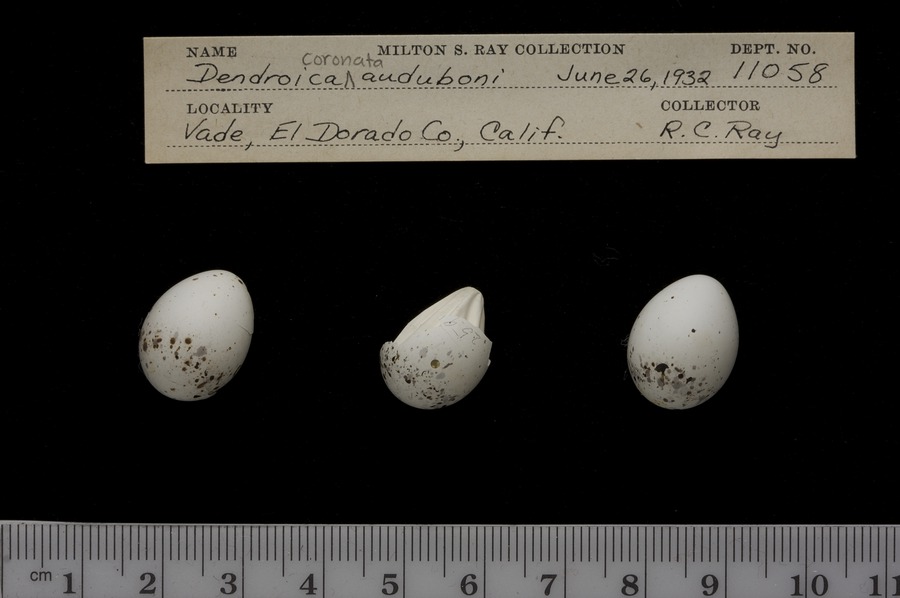 NAME MILTON S. RAY COLLECTION DEPT. NO.
coronata
Dendroica auduboni June 26, 1932 11058
LOCALITY COLLECTOR
Vade, El Dorado Co., Calif. R. C. Ray
cm 1 2 3 4 5 6 7 8 9 10 11